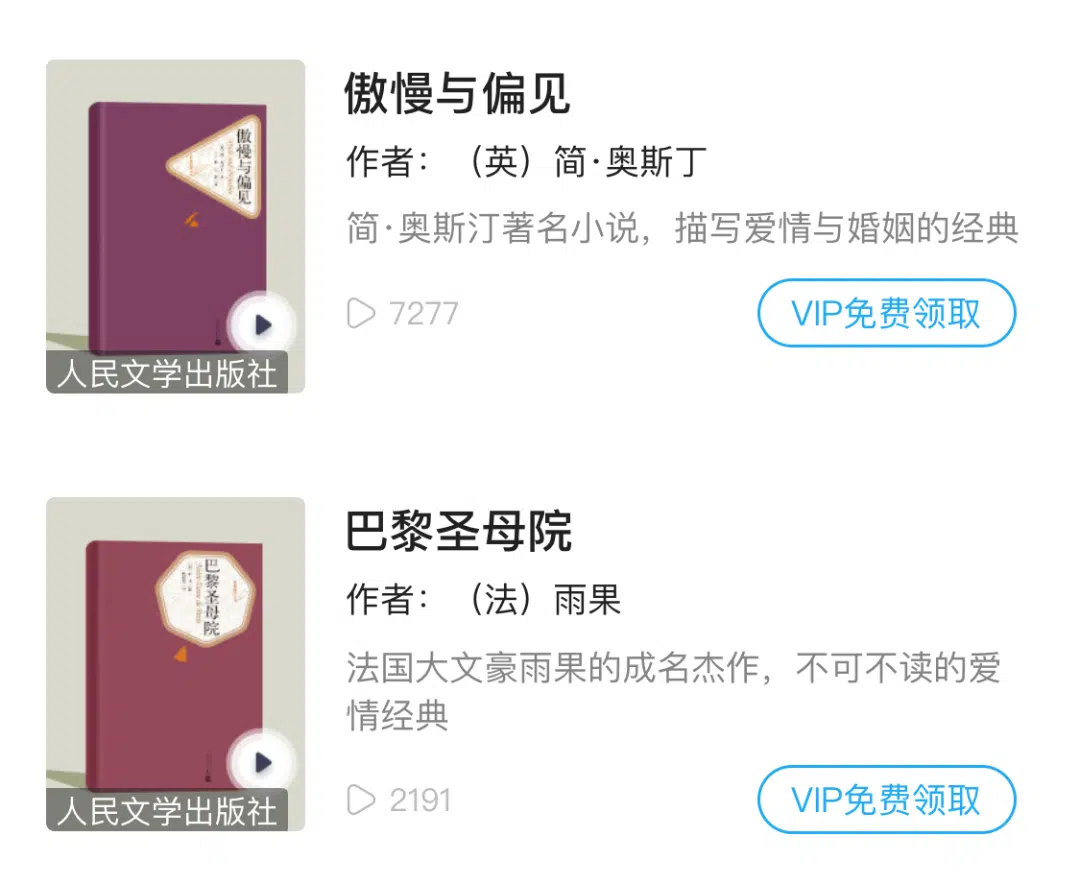 傲慢与偏见
作者：（英）简·奥斯丁
简·奥斯汀著名小说，描写爱情与婚姻的经典
7277
VIP免费领取
傲慢与偏见
人民文学出版社
巴黎圣母院
作者：（法）雨果
法国大文豪雨果的成名杰作，不可不读的爱
情经典
2191
VIP免费领取
巴黎圣母院
人民文学出版社